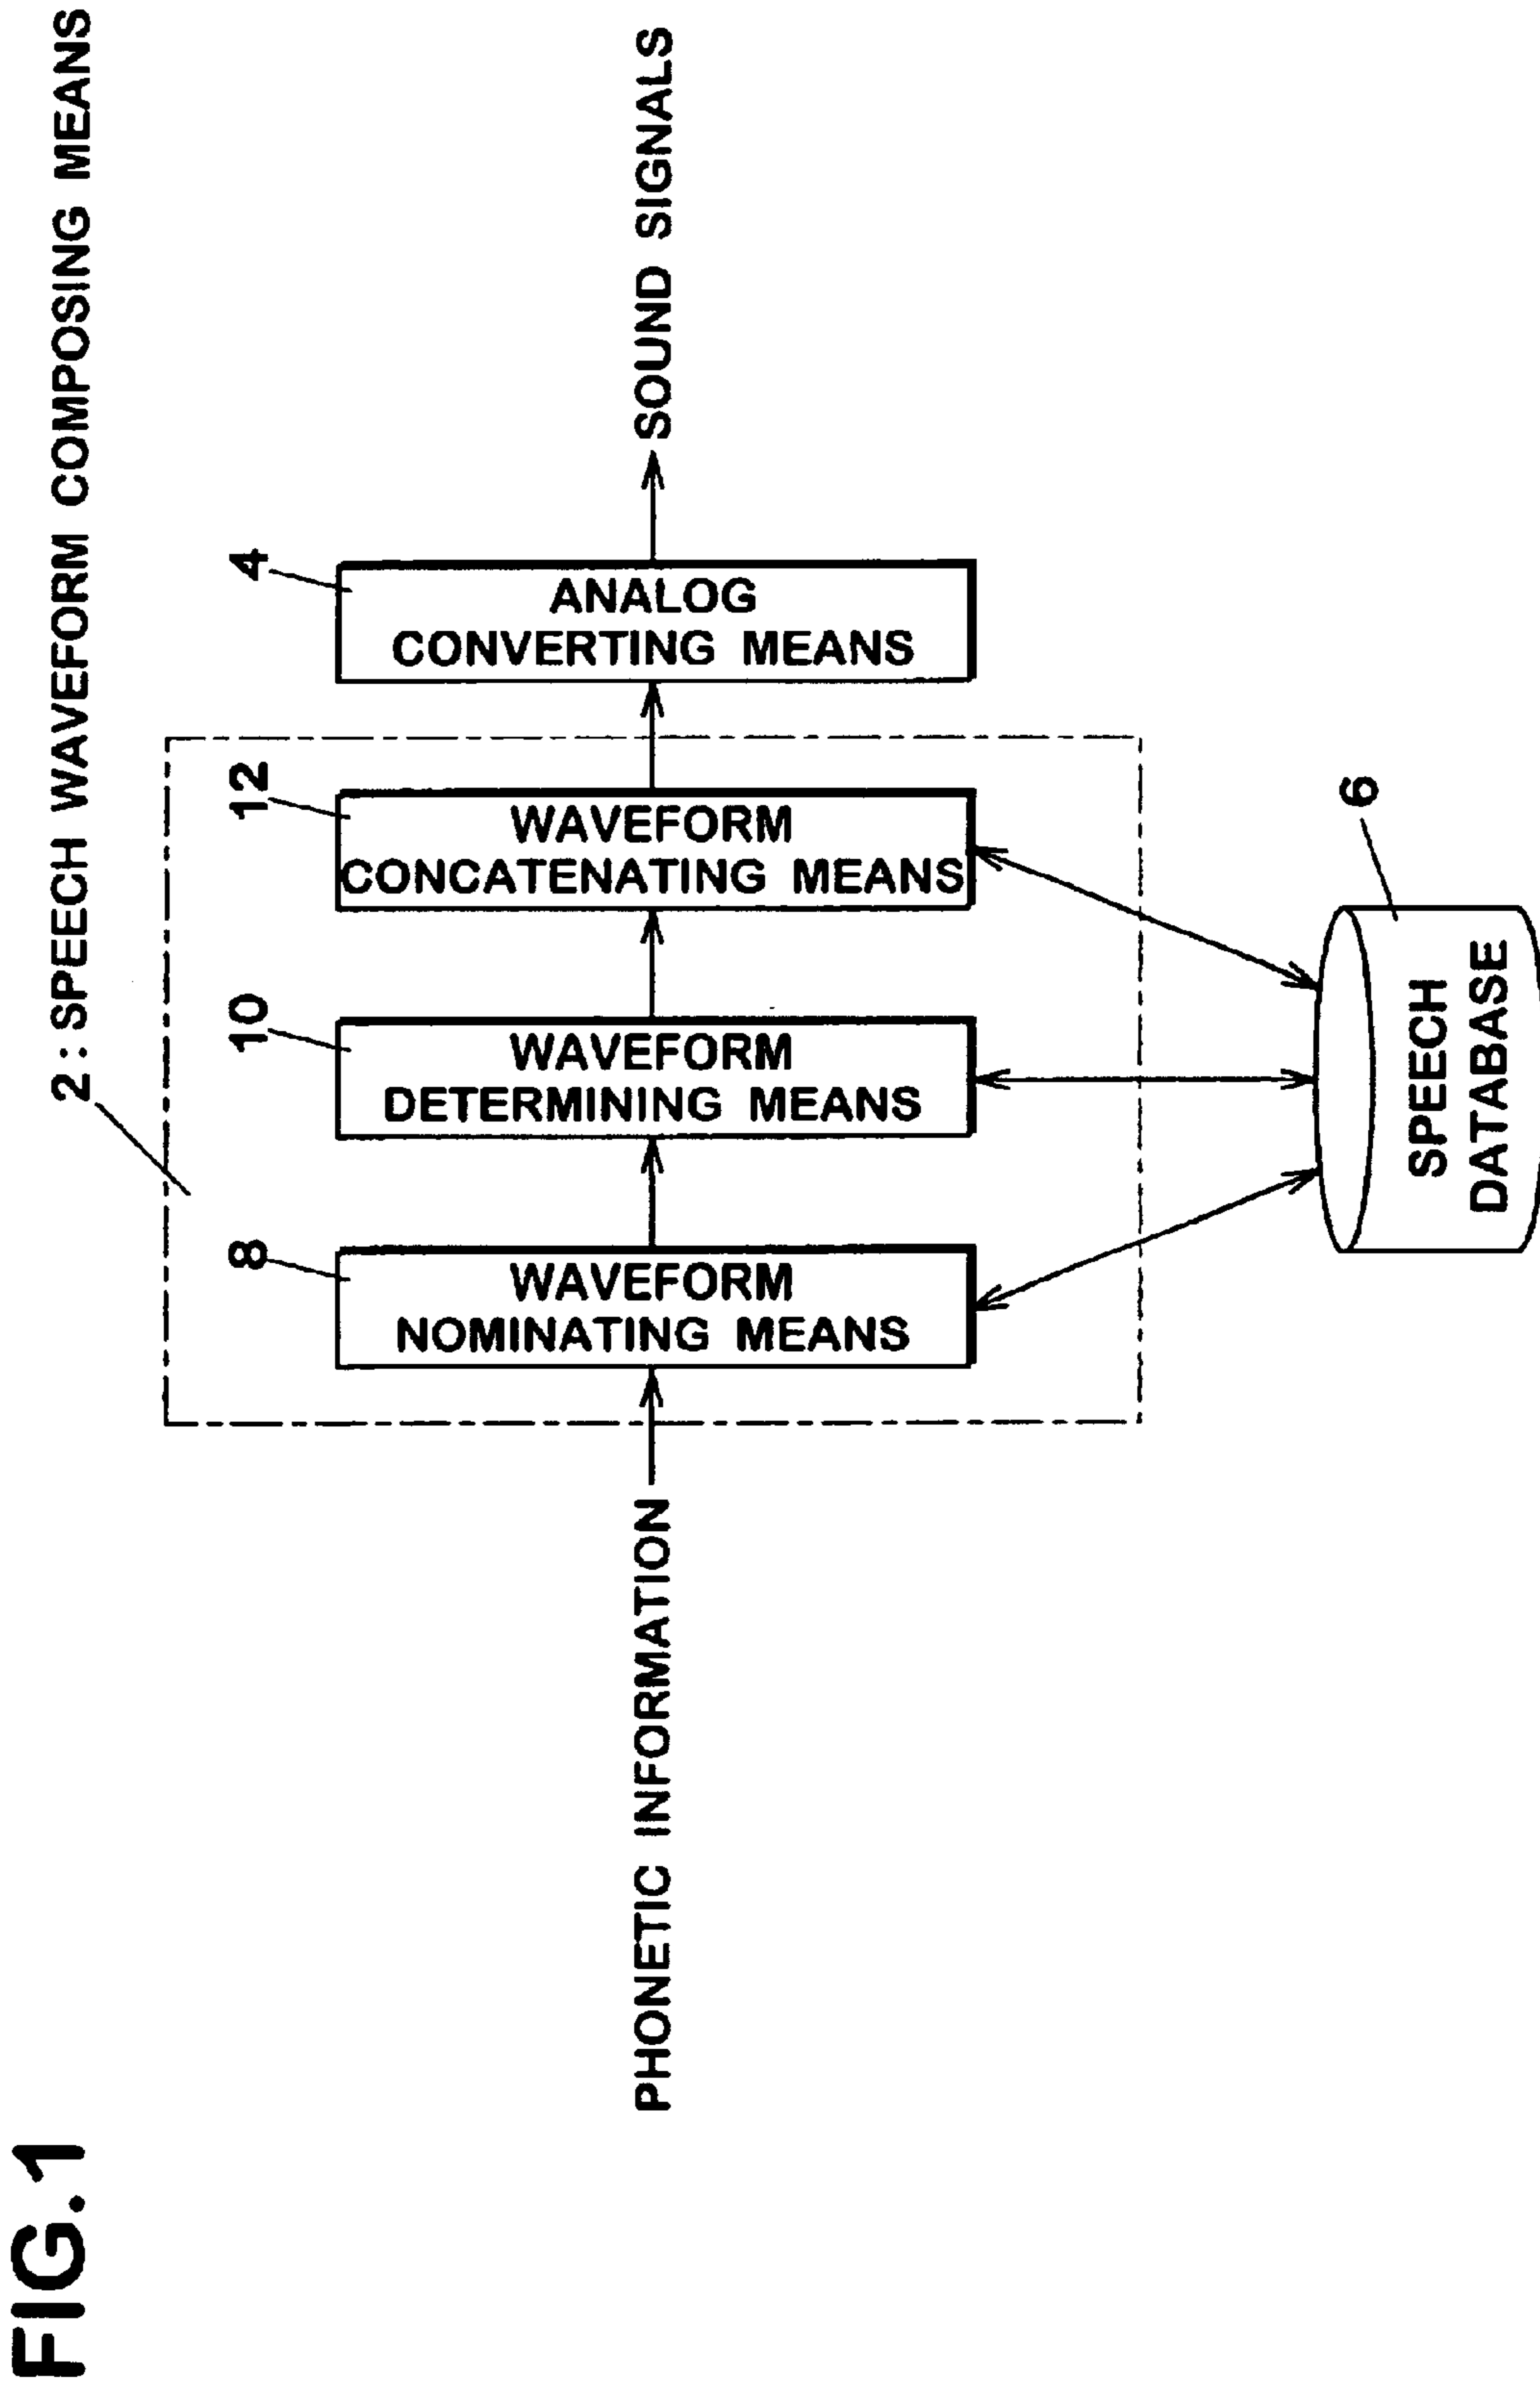 FIG.1
2:SPEECH WAVEFORM COMPOSING MEANS
8
WAVEFORM
NOMINATING MEANS
10
WAVEFORM
DETERMINING MEANS
12
WAVEFORM
CONCATENATING MEANS
4
ANALOG
CONVERTING MEANS
PHONETIC INFORMATION
SOUND SIGNALS
6
SPEECH
DATABASE